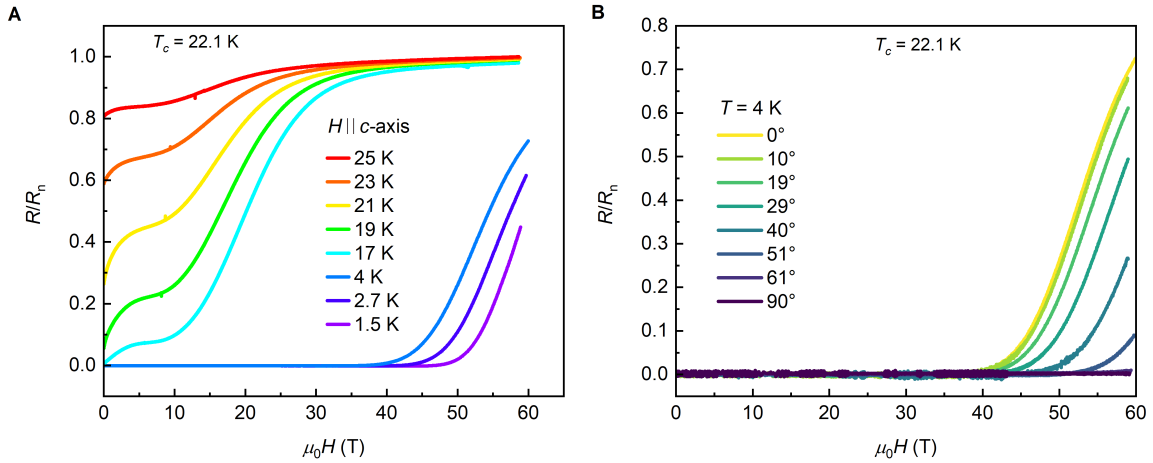 A
T_c = 22.1 K
R/R_n
1.0
0.8
0.6
0.4
0.2
0.0
H || c-axis
25 K
23 K
21 K
19 K
17 K
4 K
2.7 K
1.5 K
0
10
20
30
40
50
60
μ₀H (T)
B
T_c = 22.1 K
R/R_n
0.8
0.7
0.6
0.5
0.4
0.3
0.2
0.1
0.0
T = 4 K
0°
10°
19°
29°
40°
51°
61°
90°
0
10
20
30
40
50
60
μ₀H (T)